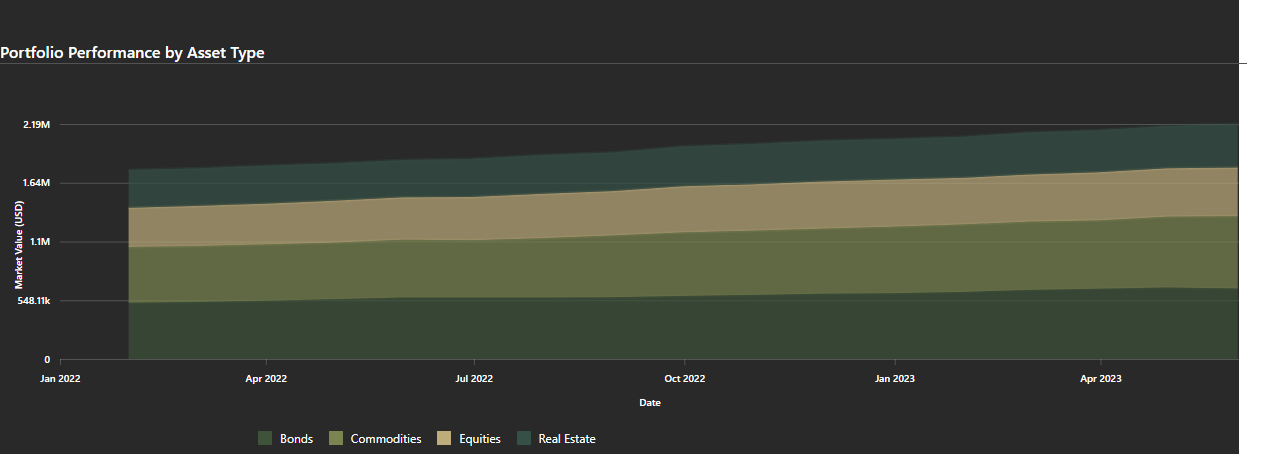 Portfolio Performance by Asset Type
2.19M
1.64M
1.1M
548.11k
0
Market Value (USD)
Jan 2022 Apr 2022 Jul 2022 Oct 2022 Jan 2023 Apr 2023
Date
Bonds Commodities Equities Real Estate